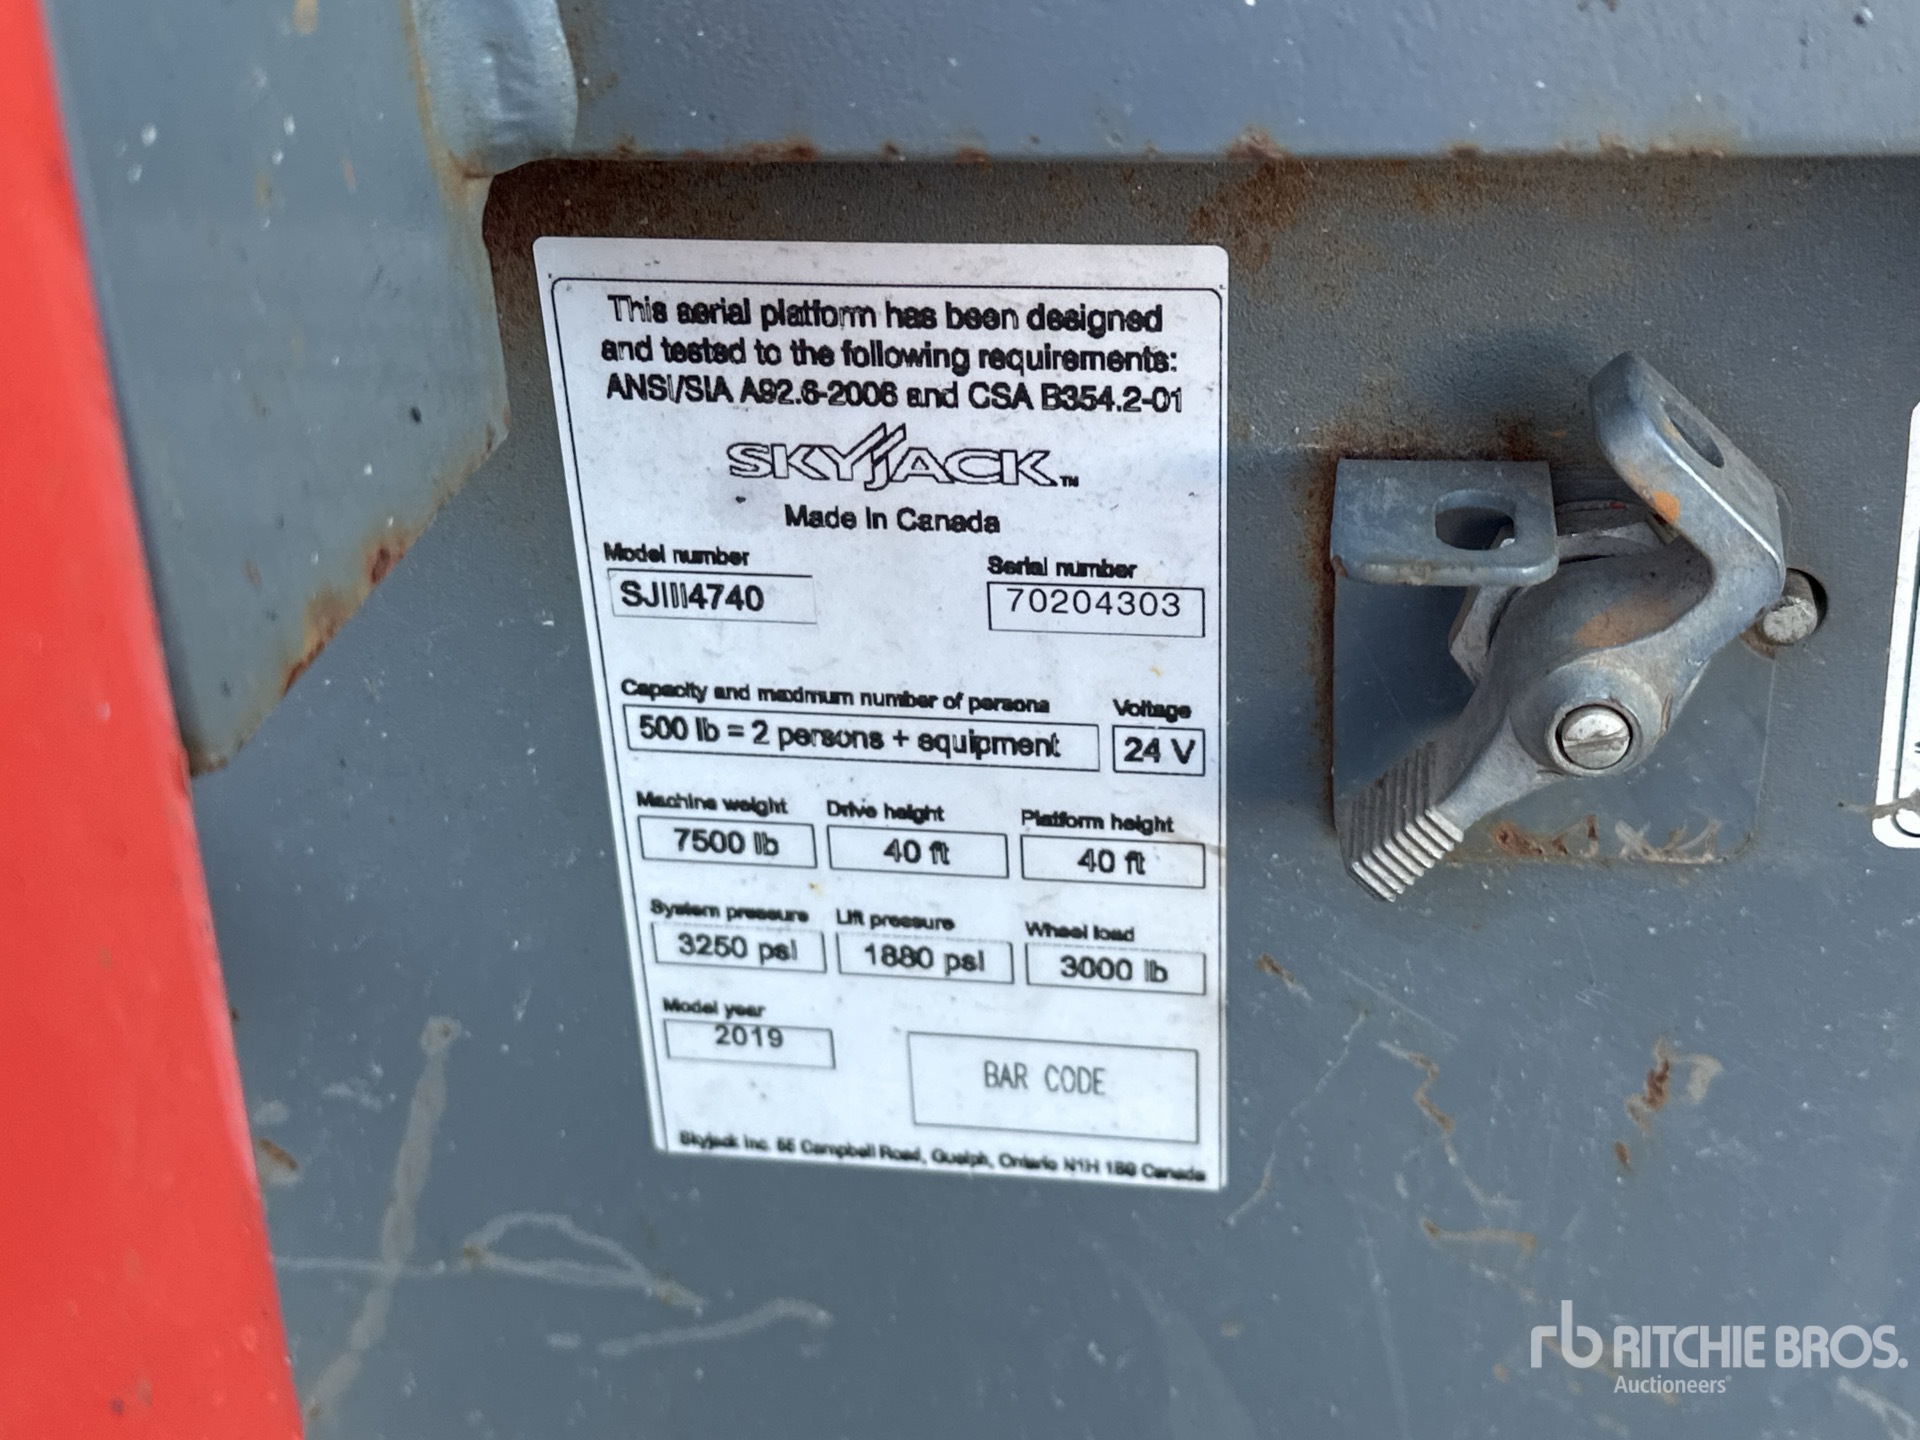 This aerial platform has been designed
and tested to the following requirements:
ANSI/SIA A92.6-2006 and CSA B354.2-01
SKYJACK™
Made In Canada
Model number
Serial number
SJIII4740
70204303
Capacity and maximum number of persons
Voltage
500 lb = 2 persons + equipment
24 V
Machine weight
Drive height
Platform height
7500 lb
40 ft
40 ft
System pressure
Lift pressure
Wheel load
3250 psi
1880 psi
3000 lb
Model year
2019
BAR CODE
Skyjack Inc. 55 Campbell Road, Guelph, Ontario N1H 1B9 Canada
rb RITCHIE BROS.
Auctioneers